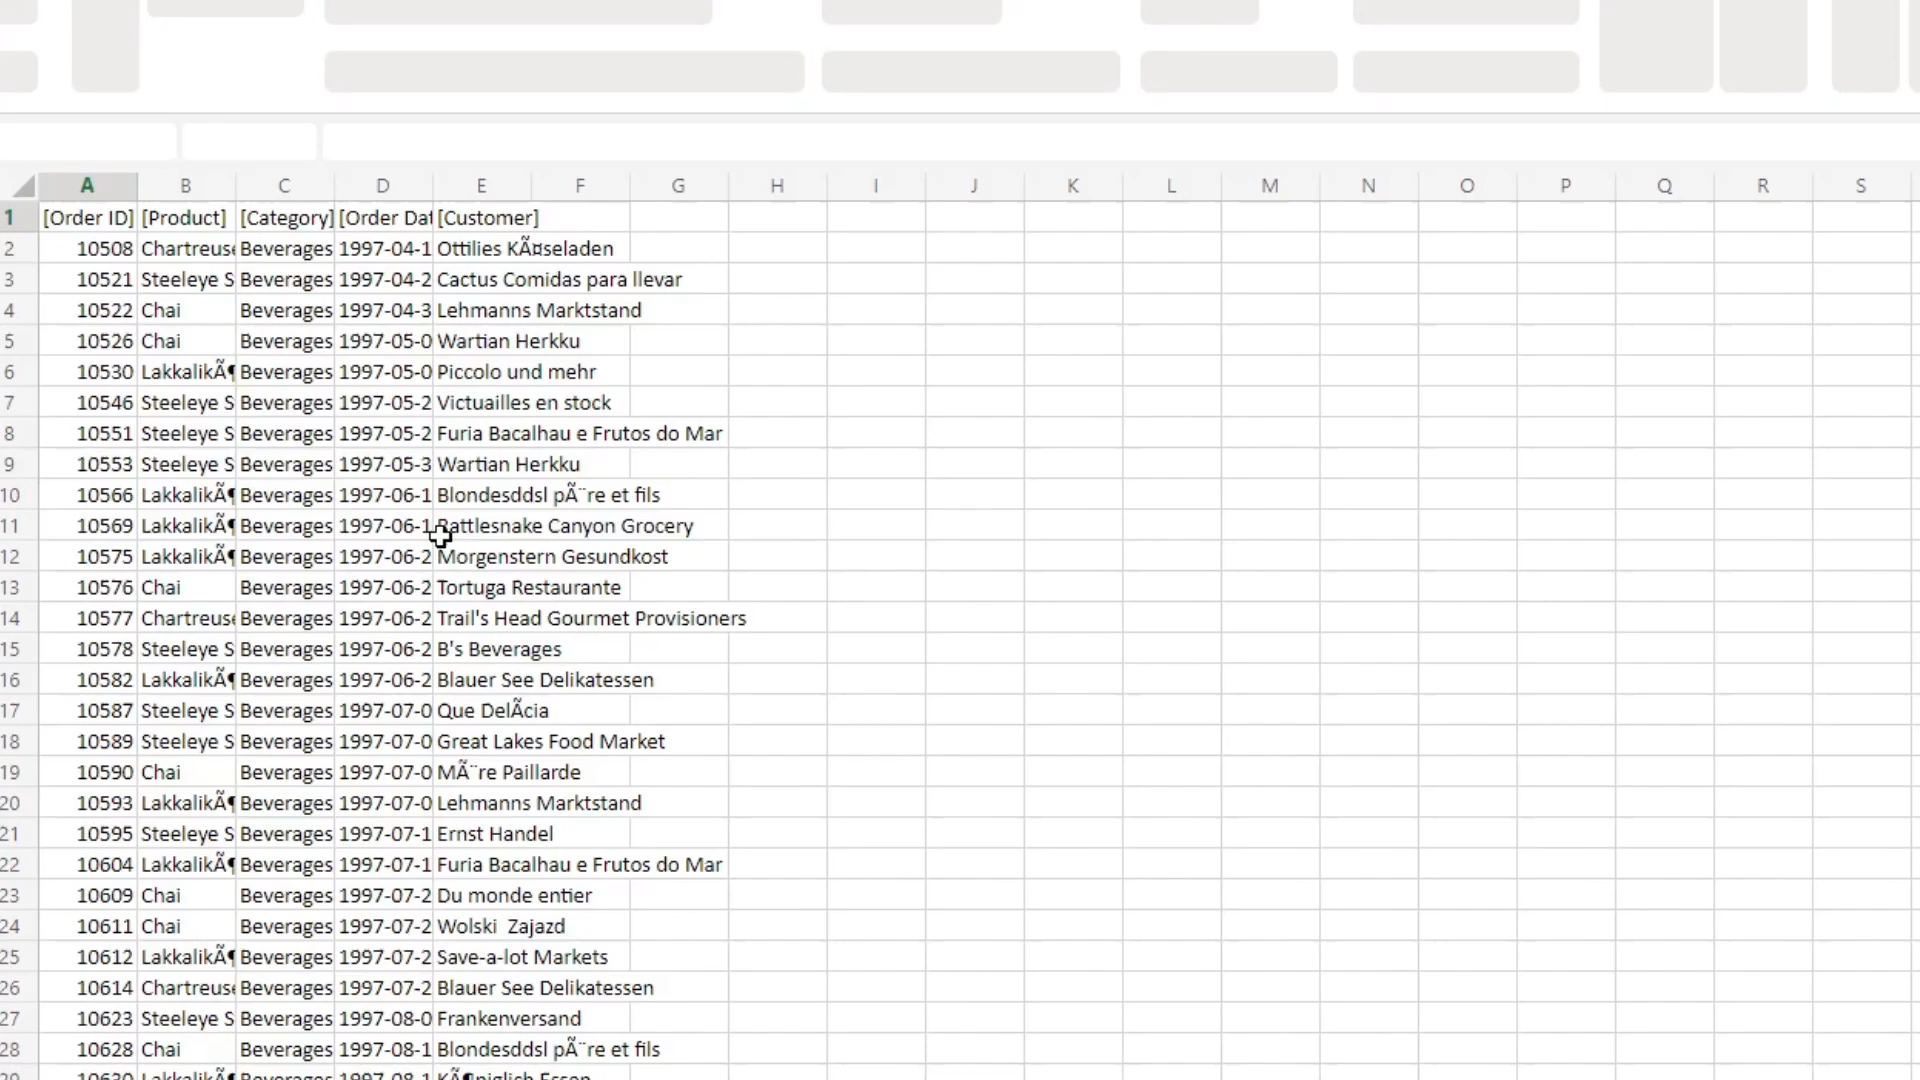 A B C D E F G H I J K L M N O P Q R S
1 [Order ID] [Product] [Category] [Order Dat [Customer]
2 10508 Chartreuse Beverages 1997-04-1 Ottilies KÃ¤seladen
3 10521 Steeleye S Beverages 1997-04-2 Cactus Comidas para llevar
4 10522 Chai Beverages 1997-04-3 Lehmanns Marktstand
5 10526 Chai Beverages 1997-05-0 Wartian Herkku
6 10530 LakkalikÃ¶ Beverages 1997-05-0 Piccolo und mehr
7 10546 Steeleye S Beverages 1997-05-2 Victuailles en stock
8 10551 Steeleye S Beverages 1997-05-2 Furia Bacalhau e Frutos do Mar
9 10553 Steeleye S Beverages 1997-05-3 Wartian Herkku
10 10566 LakkalikÃ¶ Beverages 1997-06-1 Blondesddsl pÃ¨re et fils
11 10569 LakkalikÃ¶ Beverages 1997-06-1 Rattlesnake Canyon Grocery
12 10575 LakkalikÃ¶ Beverages 1997-06-2 Morgenstern Gesundkost
13 10576 Chai Beverages 1997-06-2 Tortuga Restaurante
14 10577 Chartreuse Beverages 1997-06-2 Trail's Head Gourmet Provisioners
15 10578 Steeleye S Beverages 1997-06-2 B's Beverages
16 10582 LakkalikÃ¶ Beverages 1997-06-2 Blauer See Delikatessen
17 10587 Steeleye S Beverages 1997-07-0 Que DelÃcia
18 10589 Steeleye S Beverages 1997-07-0 Great Lakes Food Market
19 10590 Chai Beverages 1997-07-0 MÃ¨re Paillarde
20 10593 LakkalikÃ¶ Beverages 1997-07-0 Lehmanns Marktstand
21 10595 Steeleye S Beverages 1997-07-1 Ernst Handel
22 10604 LakkalikÃ¶ Beverages 1997-07-1 Furia Bacalhau e Frutos do Mar
23 10609 Chai Beverages 1997-07-2 Du monde entier
24 10611 Chai Beverages 1997-07-2 Wolski  Zajazd
25 10612 LakkalikÃ¶ Beverages 1997-07-2 Save-a-lot Markets
26 10614 Chartreuse Beverages 1997-07-2 Blauer See Delikatessen
27 10623 Steeleye S Beverages 1997-08-0 Frankenversand
28 10628 Chai Beverages 1997-08-1 Blondesddsl pÃ¨re et fils
29 10630 LakkalikÃ¶ Beverages 1997-08-1 KÃ¶niglich Essen